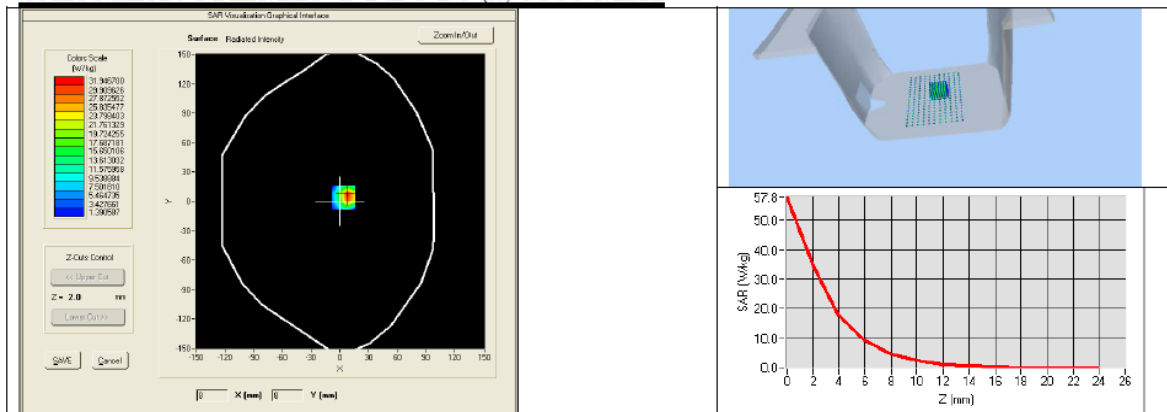 SAR Visualisation Graphical Interface
Surface Radiated Intensity
Zoom In/Out
Colors Scale
(W/kg)
31.946700
29.909626
27.872552
25.835477
23.798403
21.761329
19.724255
17.687181
15.650106
13.613032
11.575958
9.538884
7.501810
5.464735
3.427661
1.390587
Z-Cuts Control
<< Upper Cut
Z = 2.0 mm
Lower Cut >>
SAVE Cancel
150-
120-
90-
60-
30-
Y 0-
-30-
-60-
-90-
-120-
-150-
-150 -120 -90 -60 -30 0 30 60 90 120 150
X
X (mm) Y (mm)
57.8-
50.0-
40.0-
30.0-
20.0-
10.0-
0.0-
SAR (W/kg)
0 2 4 6 8 10 12 14 16 18 20 22 24 26
Z (mm)